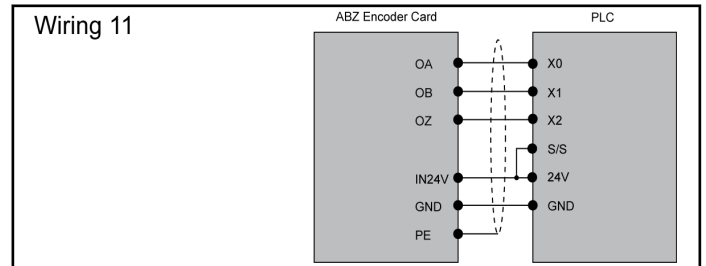 Wiring 11
ABZ Encoder Card
PLC
OA
X0
OB
X1
OZ
X2
S/S
IN24V
24V
GND
GND
PE